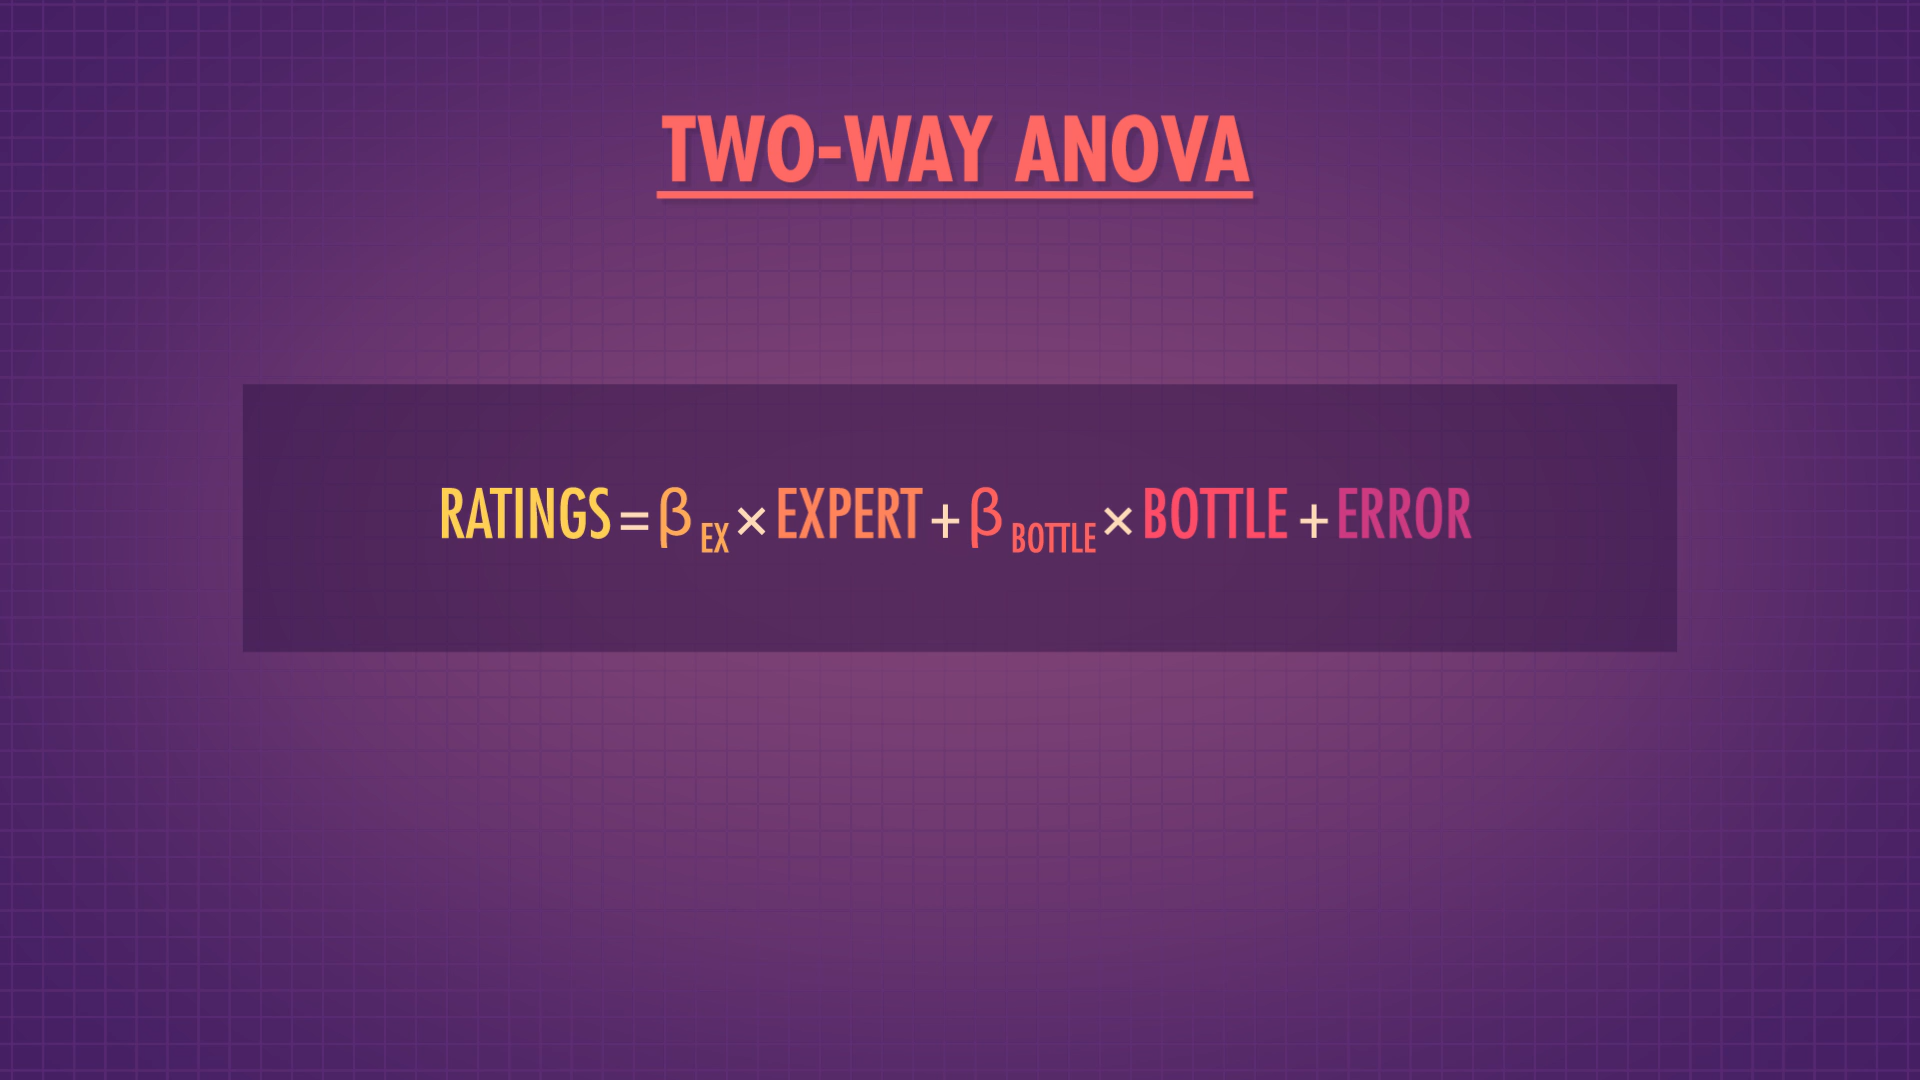 TWO-WAY ANOVA
RATINGS = β EX × EXPERT + β BOTTLE × BOTTLE + ERROR